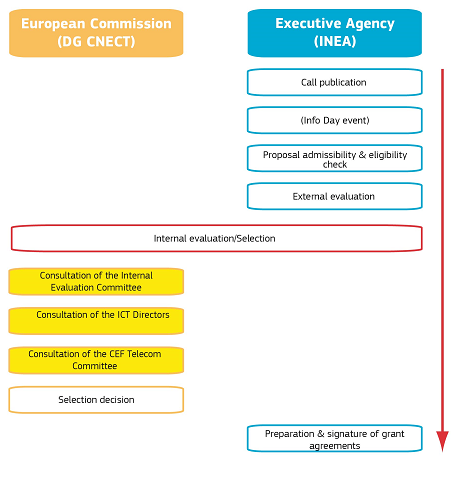 European Commission
(DG CNECT)
Executive Agency
(INEA)
Call publication
(Info Day event)
Proposal admissibility & eligibility
check
External evaluation
Internal evaluation/Selection
Consultation of the Internal
Evaluation Committee
Consultation of the ICT Directors
Consultation of the CEF Telecom
Committee
Selection decision
Preparation & signature of grant
agreements